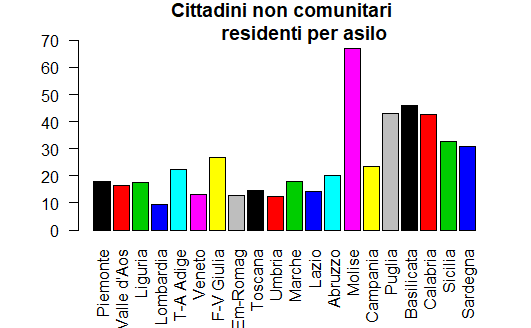 Cittadini non comunitari
residenti per asilo
70
60
50
40
30
20
10
0
Piemonte
Valle d'Aos
Liguria
Lombardia
T-A Adige
Veneto
F-V Giulia
Em-Romag
Toscana
Umbria
Marche
Lazio
Abruzzo
Molise
Campania
Puglia
Basilicata
Calabria
Sicilia
Sardegna